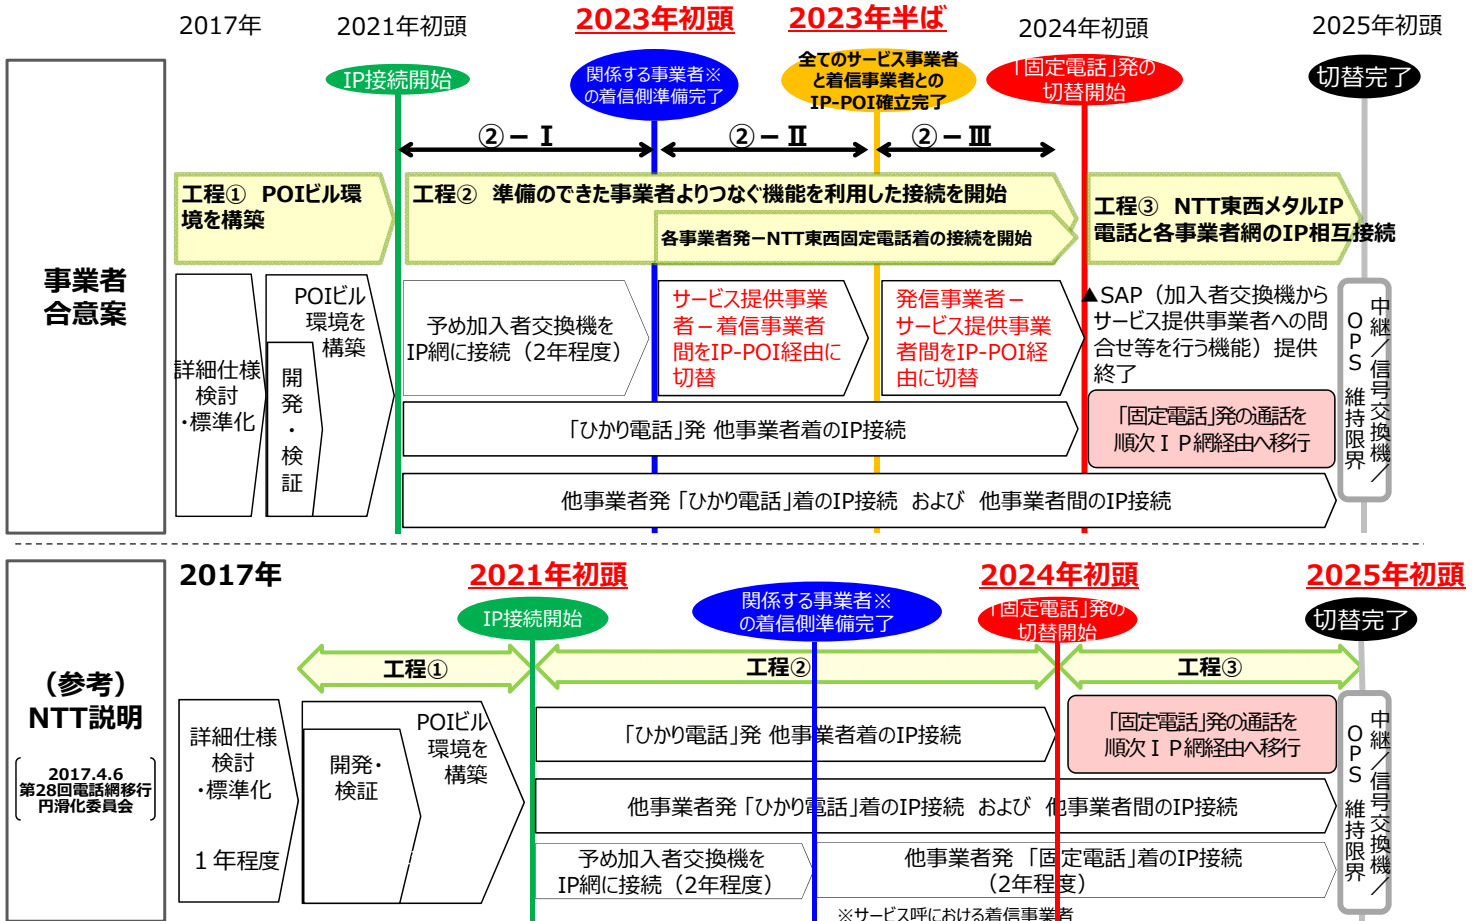 2017年
2021年初頭
2023年初頭
2023年半ば
2024年初頭
2025年初頭
IP接続開始
関係する事業者※
の着信側準備完了
全てのサービス事業者
と着信事業者との
IP-POI確立完了
「固定電話」発の
切替開始
切替完了
②－Ⅰ
②－Ⅱ
②－Ⅲ
事業者
合意案
工程①　POIビル環
境を構築
工程②　準備のできた事業者よりつなぐ機能を利用した接続を開始
各事業者発－NTT東西固定電話着の接続を開始
工程③　NTT東西メタルIP
電話と各事業者網のIP相互接続
詳細仕様
検討
・標準化
POIビル
環境を
構築
開発・検証
予め加入者交換機を
IP網に接続（2年程度）
サービス提供事業
者－着信事業者
間をIP-POI経由に
切替
発信事業者－
サービス提供事業
者間をIP-POI経
由に切替
▲SAP（加入者交換機から
サービス提供事業者への問
合せ等を行う機能）提供
終了
「ひかり電話」発 他事業者着のIP接続
「固定電話」発の通話を
順次ＩＰ網経由へ移行
他事業者発「ひかり電話」着のIP接続 および 他事業者間のIP接続
中継／信号交換機／
OPS 維持限界
（参考）
NTT説明
2017.4.6
第28回電話網移行
円滑化委員会
2017年
2021年初頭
2024年初頭
2025年初頭
IP接続開始
関係する事業者※
の着信側準備完了
「固定電話」発の
切替開始
切替完了
工程①
工程②
工程③
詳細仕様
検討
・標準化
１年程度
開発・
検証
POIビル
環境を
構築
「ひかり電話」発 他事業者着のIP接続
「固定電話」発の通話を
順次ＩＰ網経由へ移行
他事業者発「ひかり電話」着のIP接続 および 他事業者間のIP接続
予め加入者交換機を
IP網に接続（2年程度）
他事業者発 「固定電話」着のIP接続
（2年程度）
中継／信号交換機／
OPS 維持限界
※サービス呼における着信事業者